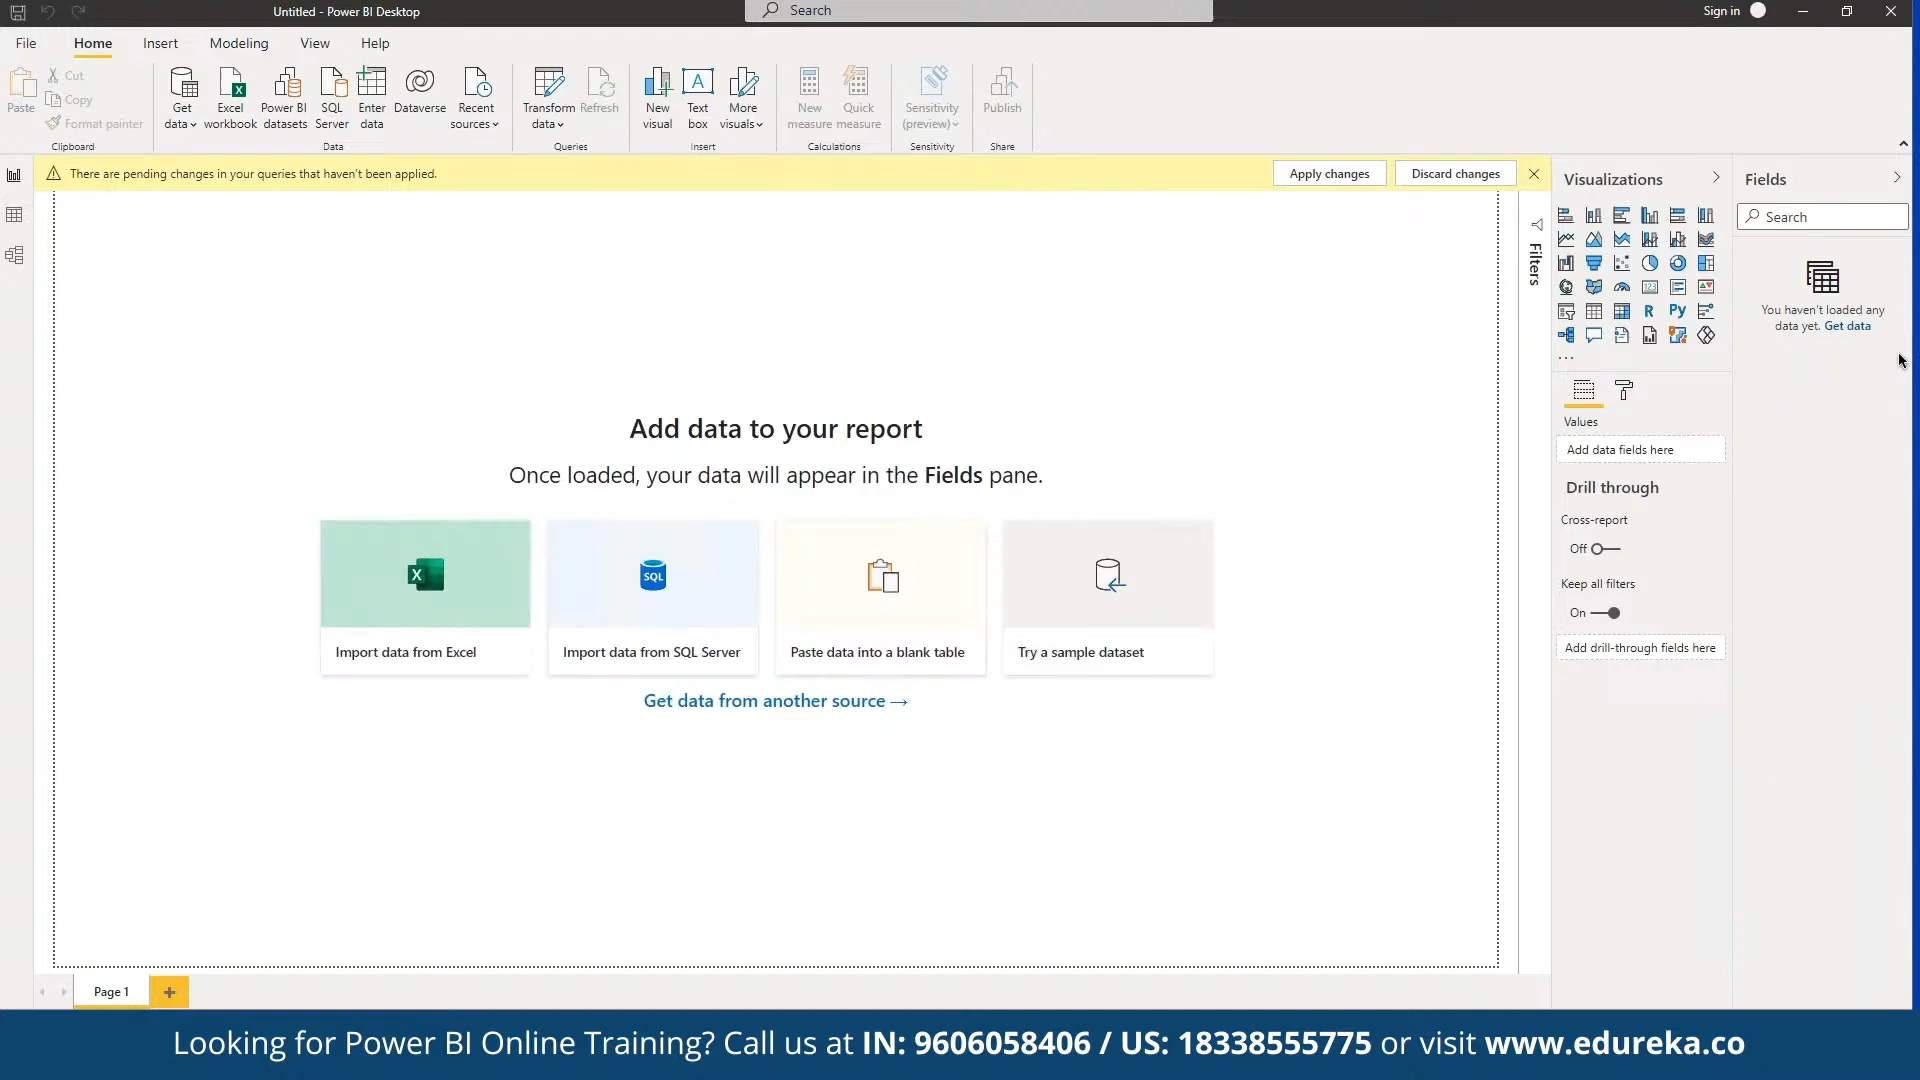 Untitled - Power BI Desktop
Search
Sign in
File
Home
Insert
Modeling
View
Help
Paste
Cut
Copy
Format painter
Clipboard
Get data
Excel workbook
Power BI datasets
SQL Server
Enter data
Dataverse
Recent sources
Data
Transform data
Refresh
Queries
New visual
Text box
More visuals
Insert
New measure
Quick measure
Calculations
Sensitivity (preview)
Sensitivity
Publish
Share
There are pending changes in your queries that haven't been applied.
Apply changes
Discard changes
Filters
Visualizations
Fields
Search
You haven't loaded any
data yet. Get data
123
R
Py
Values
Add data fields here
Drill through
Cross-report
Off
Keep all filters
On
Add drill-through fields here
Add data to your report
Once loaded, your data will appear in the Fields pane.
X
SQL
Import data from Excel
Import data from SQL Server
Paste data into a blank table
Try a sample dataset
Get data from another source →
Page 1
+
Looking for Power BI Online Training? Call us at IN: 9606058406 / US: 18338555775 or visit www.edureka.co